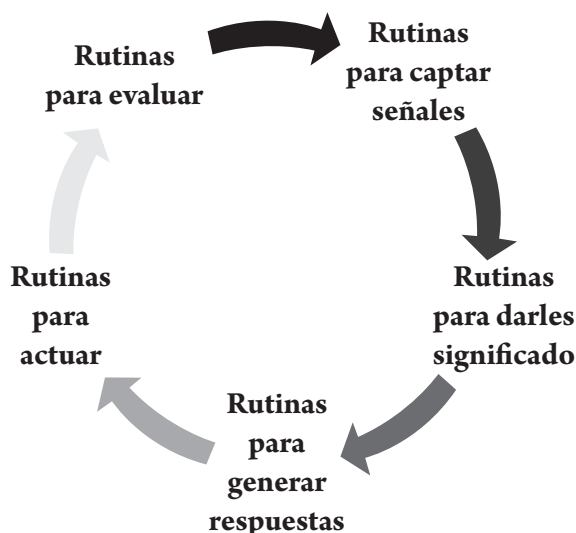 Rutinas
para evaluar
Rutinas
para captar
señales
Rutinas
para darles
significado
Rutinas
para
generar
respuestas
Rutinas
para
actuar